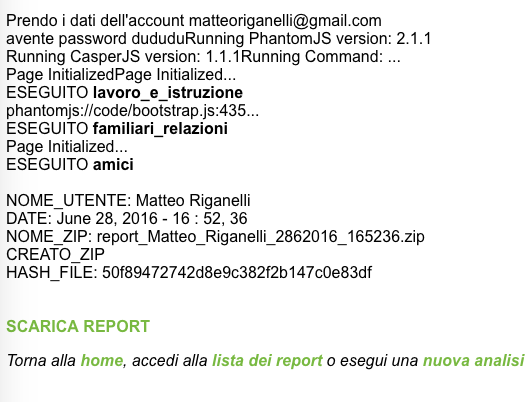 Prendo i dati dell'account matteoriganelli@gmail.com
avente password dududuRunning PhantomJS version: 2.1.1
Running CasperJS version: 1.1.1Running Command: ...
Page InitializedPage Initialized...
ESEGUITO lavoro_e_istruzione
phantomjs://code/bootstrap.js:435...
ESEGUITO familiari_relazioni
Page Initialized...
ESEGUITO amici
NOME_UTENTE: Matteo Riganelli
DATE: June 28, 2016 - 16 : 52, 36
NOME_ZIP: report_Matteo_Riganelli_2862016_165236.zip
CREATO_ZIP
HASH_FILE: 50f89472742d8e9c382f2b147c0e83df
SCARICA REPORT
Torna alla home, accedi alla lista dei report o esegui una nuova analisi